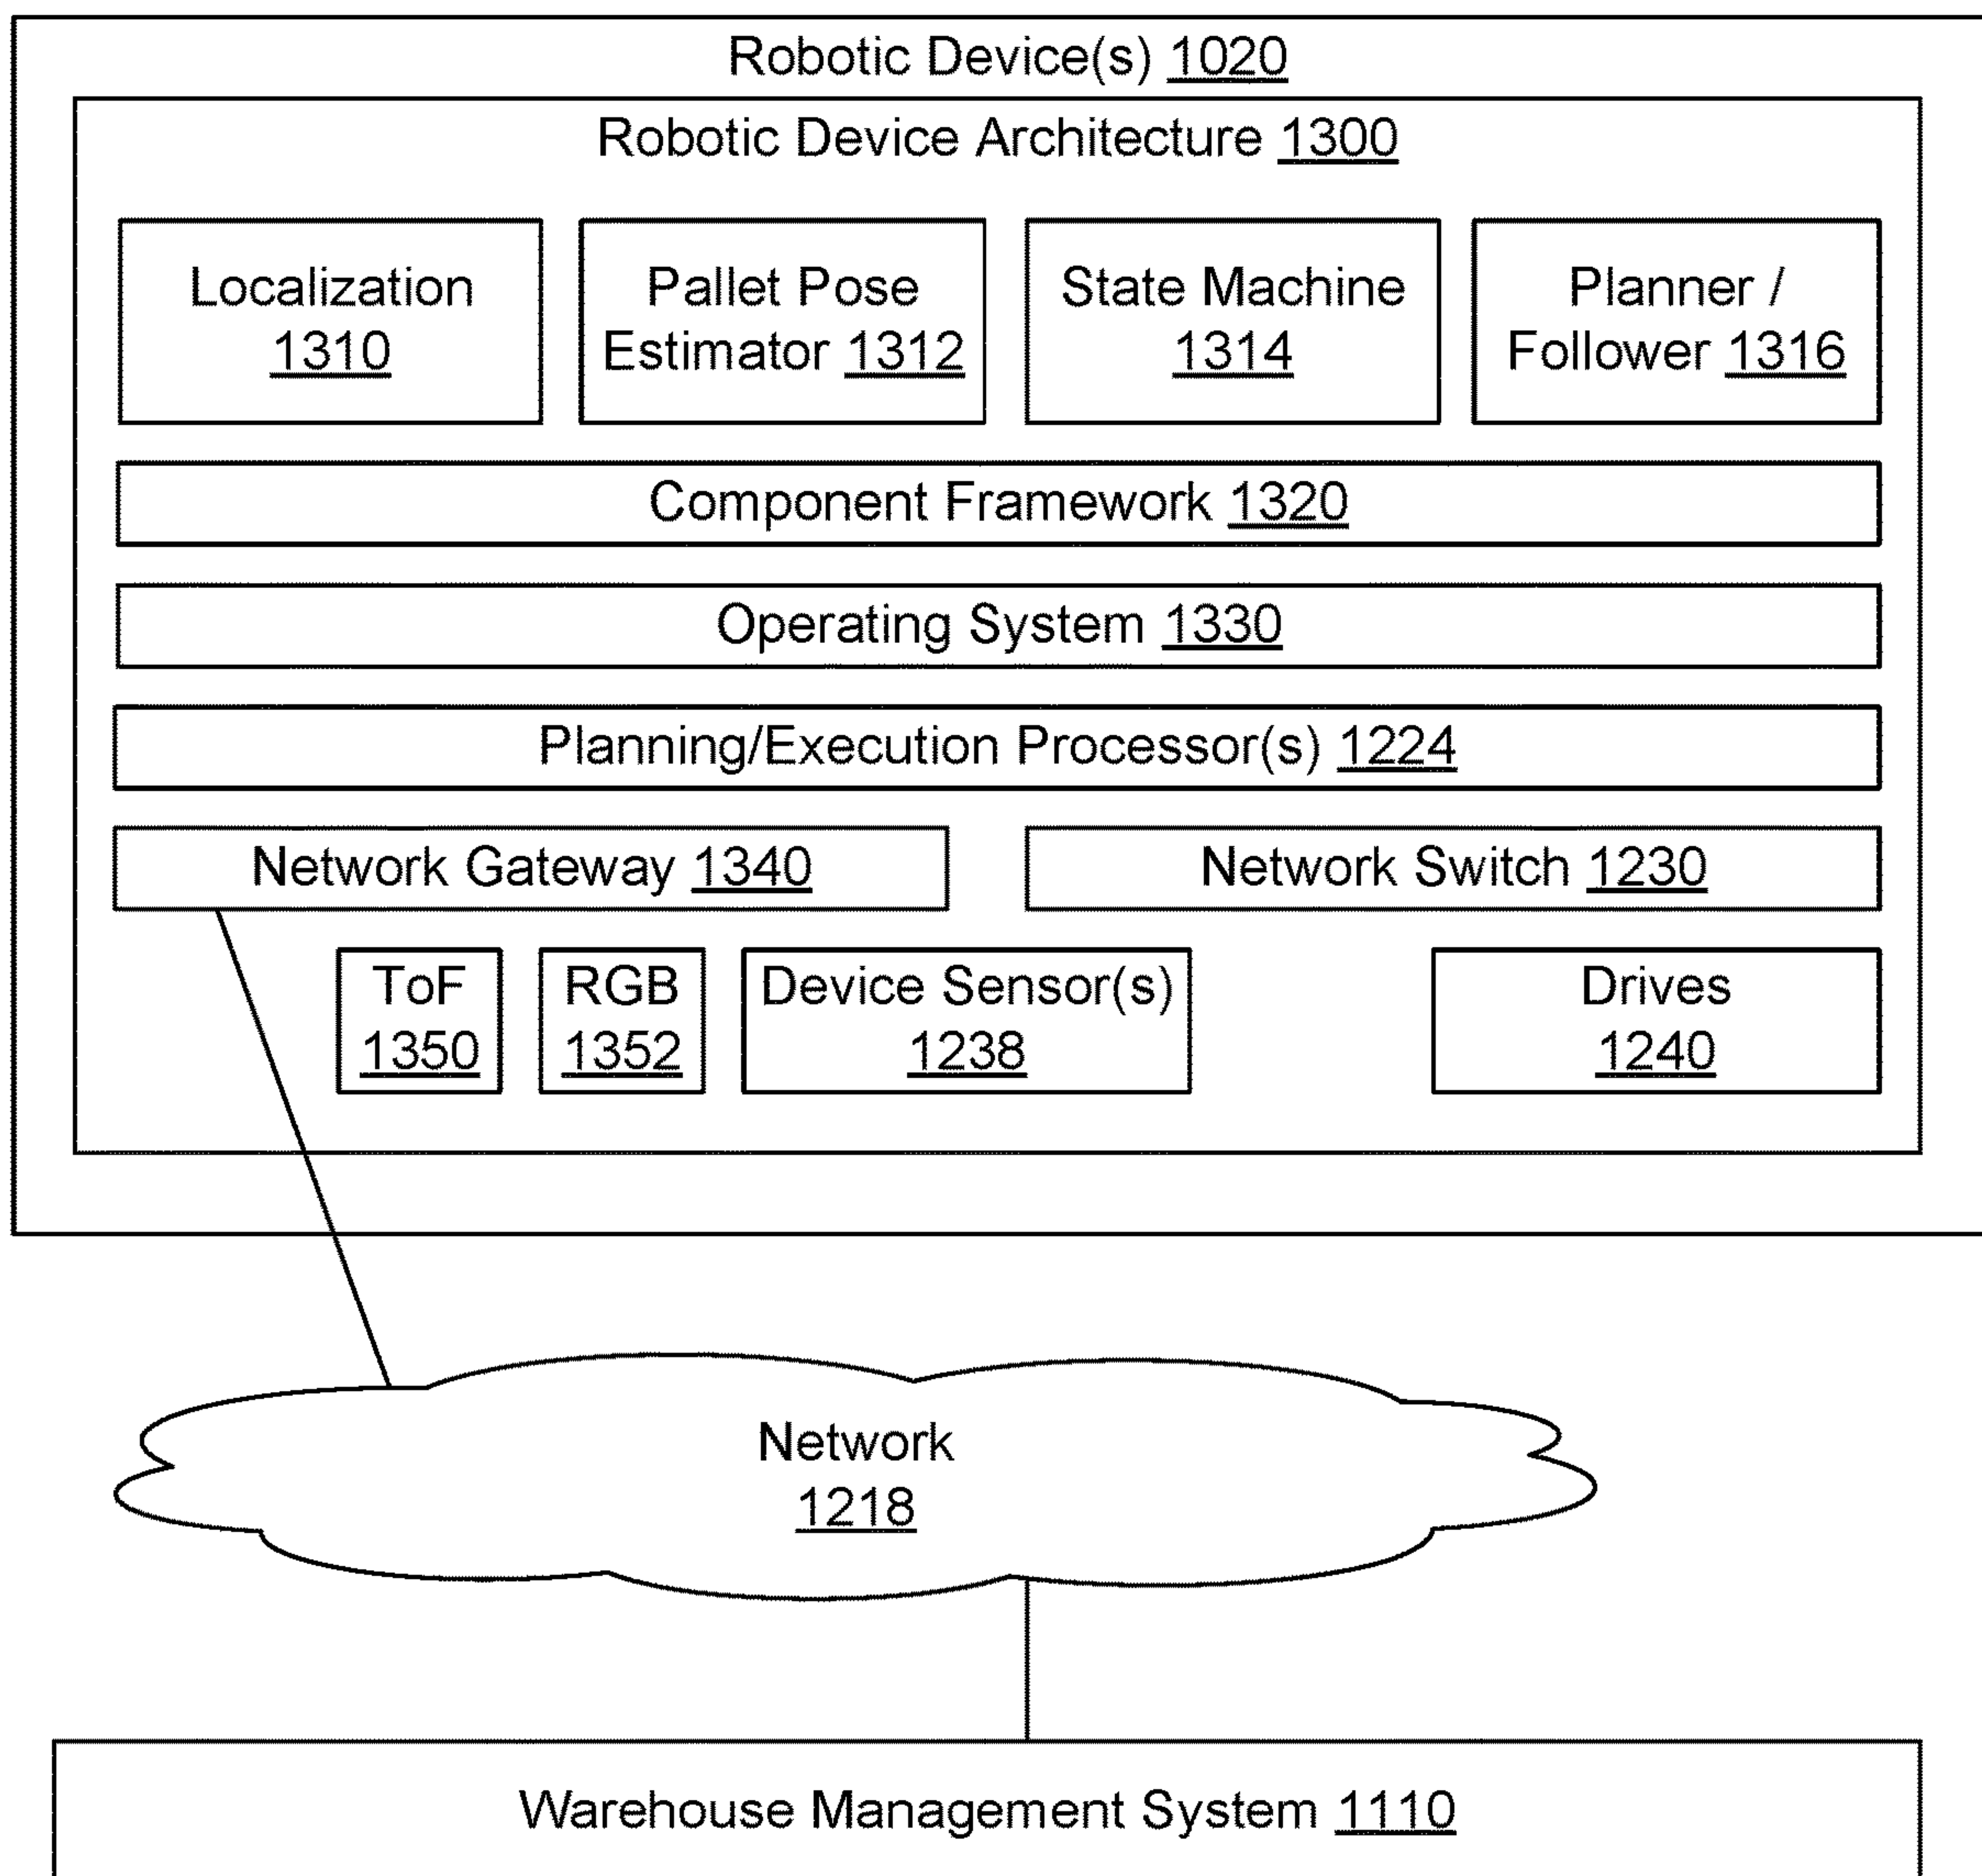 Robotic Device(s) 1020
Robotic Device Architecture 1300
Localization
1310
Pallet Pose
Estimator 1312
State Machine
1314
Planner /
Follower 1316
Component Framework 1320
Operating System 1330
Planning/Execution Processor(s) 1224
Network Gateway 1340
Network Switch 1230
ToF
1350
RGB
1352
Device Sensor(s)
1238
Drives
1240
Network
1218
Warehouse Management System 1110